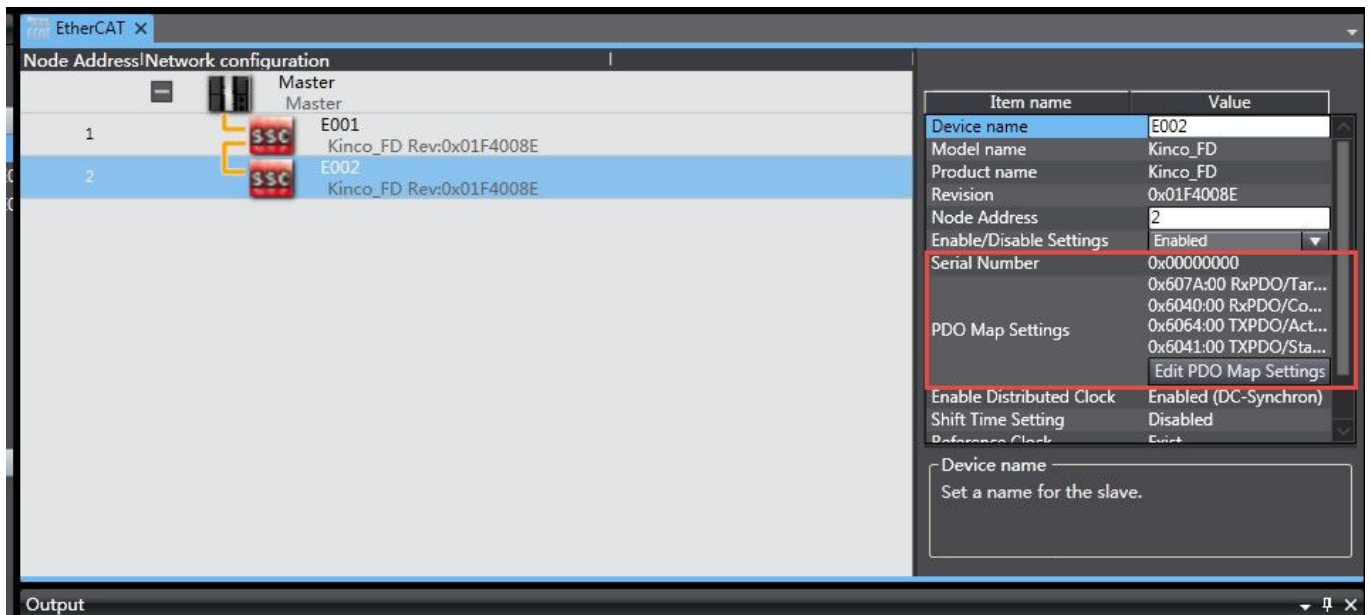 EtherCAT ×
Node Address Network configuration
Master
Master
1
E001
Kinco_FD Rev:0x01F4008E
2
E002
Kinco_FD Rev:0x01F4008E
Item name Value
Device name E002
Model name Kinco_FD
Product name Kinco_FD
Revision 0x01F4008E
Node Address 2
Enable/Disable Settings Enabled
Serial Number 0x00000000
PDO Map Settings
0x607A:00 RxPDO/Tar...
0x6040:00 RxPDO/Co...
0x6064:00 TXPDO/Act...
0x6041:00 TXPDO/Sta...
Edit PDO Map Settings
Enable Distributed Clock Enabled (DC-Synchron)
Shift Time Setting Disabled
Reference Clock Exist
Device name
Set a name for the slave.
Output